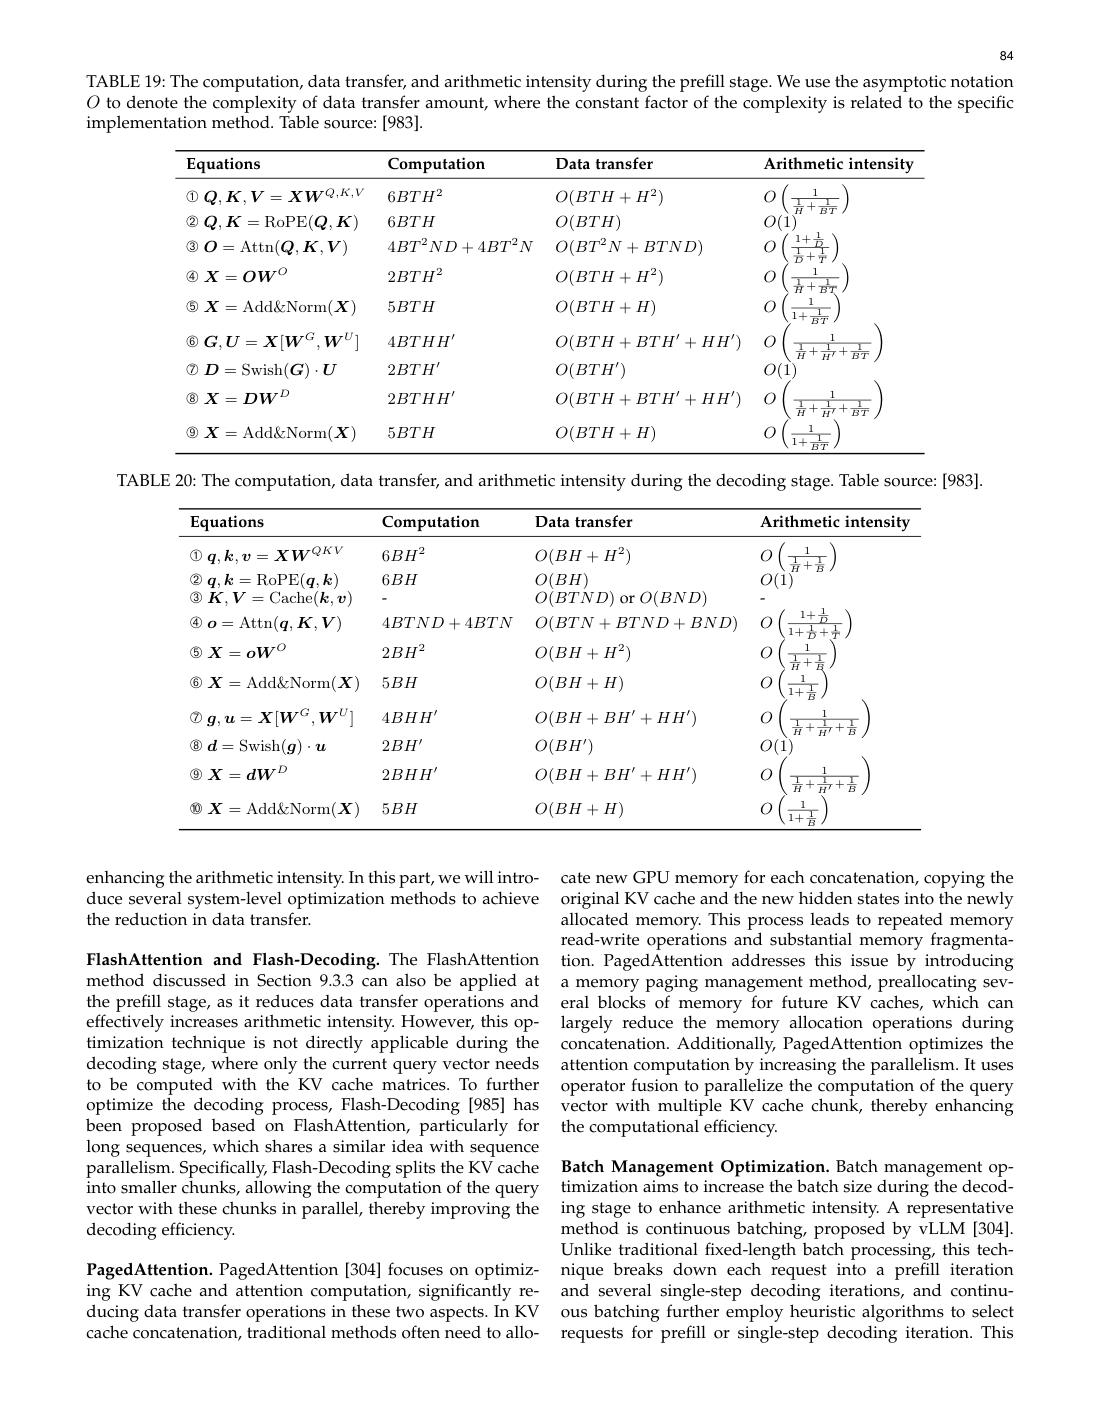 84
TABLE 19: The computation, data transfer, and arithmetic intensity during the prefill stage. We use the asymptotic notation
O to denote the complexity of data transfer amount, where the constant factor of the complexity is related to the specific
implementation method. Table source: [983].
Equations Computation Data transfer Arithmetic intensity
① Q, K, V = XW^{Q,K,V} 6BTH² O(BTH + H²) O(1/(1/H + 1/BT))
② Q, K = RoPE(Q, K) 6BTH O(BTH) O(1)
③ O = Attn(Q, K, V) 4BT²ND + 4BT²N O(BT²N + BTND) O((1 + 1/D)/(1/D + 1/T))
④ X = OW^O 2BTH² O(BTH + H²) O(1/(1/H + 1/BT))
⑤ X = Add&Norm(X) 5BTH O(BTH + H) O(1/(1 + 1/BT))
⑥ G, U = X[W^G, W^U] 4BTHH′ O(BTH + BTH′ + HH′) O(1/(1/H + 1/H′ + 1/BT))
⑦ D = Swish(G) · U 2BTH′ O(BTH′) O(1)
⑧ X = DW^D 2BTHH′ O(BTH + BTH′ + HH′) O(1/(1/H + 1/H′ + 1/BT))
⑨ X = Add&Norm(X) 5BTH O(BTH + H) O(1/(1 + 1/BT))
TABLE 20: The computation, data transfer, and arithmetic intensity during the decoding stage. Table source: [983].
Equations Computation Data transfer Arithmetic intensity
① q, k, v = XW^{QKV} 6BH² O(BH + H²) O(1/(1/H + 1/B))
② q, k = RoPE(q, k) 6BH O(BH) O(1)
③ K, V = Cache(k, v) - O(BTND) or O(BND) -
④ o = Attn(q, K, V) 4BTND + 4BTN O(BTN + BTND + BND) O((1 + 1/D)/(1 + 1/D + 1/T))
⑤ X = oW^O 2BH² O(BH + H²) O(1/(1/H + 1/B))
⑥ X = Add&Norm(X) 5BH O(BH + H) O(1/(1 + 1/B))
⑦ g, u = X[W^G, W^U] 4BHH′ O(BH + BH′ + HH′) O(1/(1/H + 1/H′ + 1/B))
⑧ d = Swish(g) · u 2BH′ O(BH′) O(1)
⑨ X = dW^D 2BHH′ O(BH + BH′ + HH′) O(1/(1/H + 1/H′ + 1/B))
⑩ X = Add&Norm(X) 5BH O(BH + H) O(1/(1 + 1/B))
enhancing the arithmetic intensity. In this part, we will intro-
duce several system-level optimization methods to achieve
the reduction in data transfer.
FlashAttention and Flash-Decoding. The FlashAttention
method discussed in Section 9.3.3 can also be applied at
the prefill stage, as it reduces data transfer operations and
effectively increases arithmetic intensity. However, this op-
timization technique is not directly applicable during the
decoding stage, where only the current query vector needs
to be computed with the KV cache matrices. To further
optimize the decoding process, Flash-Decoding [985] has
been proposed based on FlashAttention, particularly for
long sequences, which shares a similar idea with sequence
parallelism. Specifically, Flash-Decoding splits the KV cache
into smaller chunks, allowing the computation of the query
vector with these chunks in parallel, thereby improving the
decoding efficiency.
PagedAttention. PagedAttention [304] focuses on optimiz-
ing KV cache and attention computation, significantly re-
ducing data transfer operations in these two aspects. In KV
cache concatenation, traditional methods often need to allo-
cate new GPU memory for each concatenation, copying the
original KV cache and the new hidden states into the newly
allocated memory. This process leads to repeated memory
read-write operations and substantial memory fragmenta-
tion. PagedAttention addresses this issue by introducing
a memory paging management method, preallocating sev-
eral blocks of memory for future KV caches, which can
largely reduce the memory allocation operations during
concatenation. Additionally, PagedAttention optimizes the
attention computation by increasing the parallelism. It uses
operator fusion to parallelize the computation of the query
vector with multiple KV cache chunk, thereby enhancing
the computational efficiency.
Batch Management Optimization. Batch management op-
timization aims to increase the batch size during the decod-
ing stage to enhance arithmetic intensity. A representative
method is continuous batching, proposed by vLLM [304].
Unlike traditional fixed-length batch processing, this tech-
nique breaks down each request into a prefill iteration
and several single-step decoding iterations, and continu-
ous batching further employ heuristic algorithms to select
requests for prefill or single-step decoding iteration. This